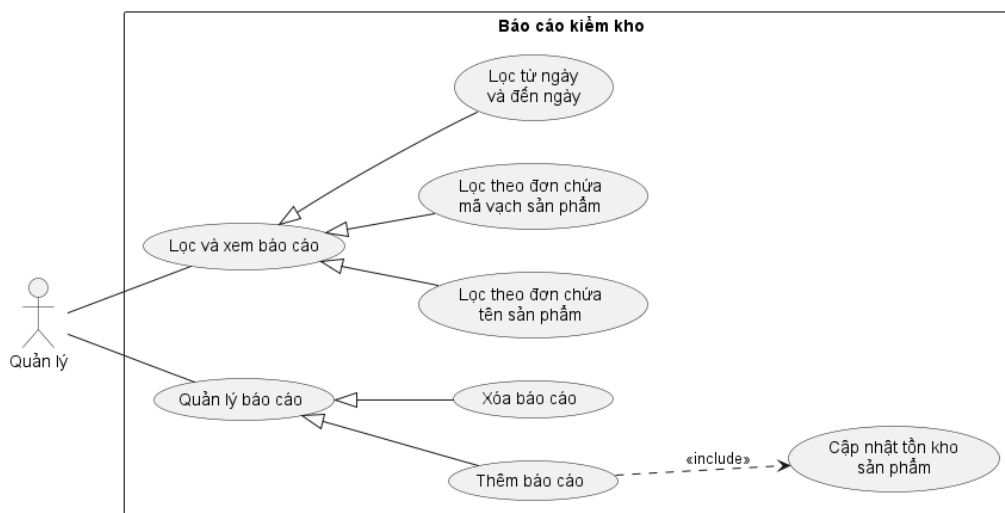 Báo cáo kiểm kho
Lọc từ ngày
và đến ngày
Lọc theo đơn chứa
mã vạch sản phẩm
Lọc và xem báo cáo
Lọc theo đơn chứa
tên sản phẩm
Quản lý
Quản lý báo cáo
Xóa báo cáo
Thêm báo cáo
«include»
Cập nhật tồn kho
sản phẩm